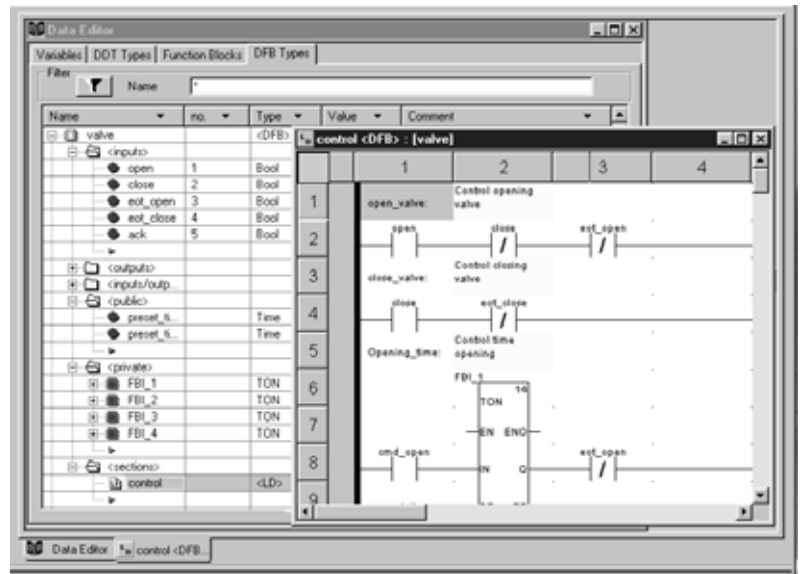 Data Editor
Variables DDT Types Function Blocks DFB Types
Filter
Name *
Name no. Type Value Comment
valve <DFB>
<inputs>
open 1 Bool
close 2 Bool
eot_open 3 Bool
eot_close 4 Bool
ack 5 Bool
<outputs>
<inputs/outp...
<public>
preset_ti... Time
preset_ti... Time
<private>
FBI_1 TON
FBI_2 TON
FBI_3 TON
FBI_4 TON
<sections>
control <LD>
control <DFB> : [valve]
1 2 3 4
1 open_valve: Control opening
valve
2 open close eot_open
3 close_valve: Control closing
valve
4 close eot_close
5 Opening_time: Control time
opening
6 FBI_1 14
TON
7 EN ENO
8 cmd_open IN Q eot_open
9
Data Editor control <DFB...